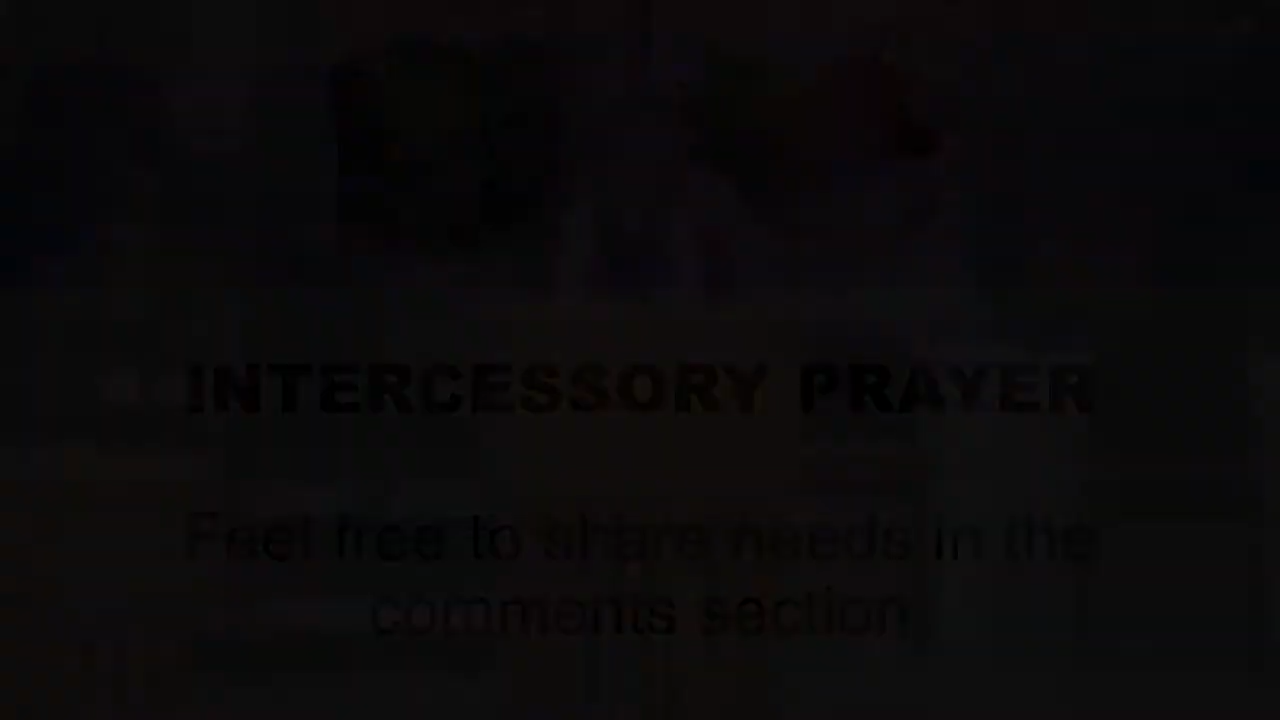 INTERCESSORY PRAYER
Feel free to share needs in the
comments section